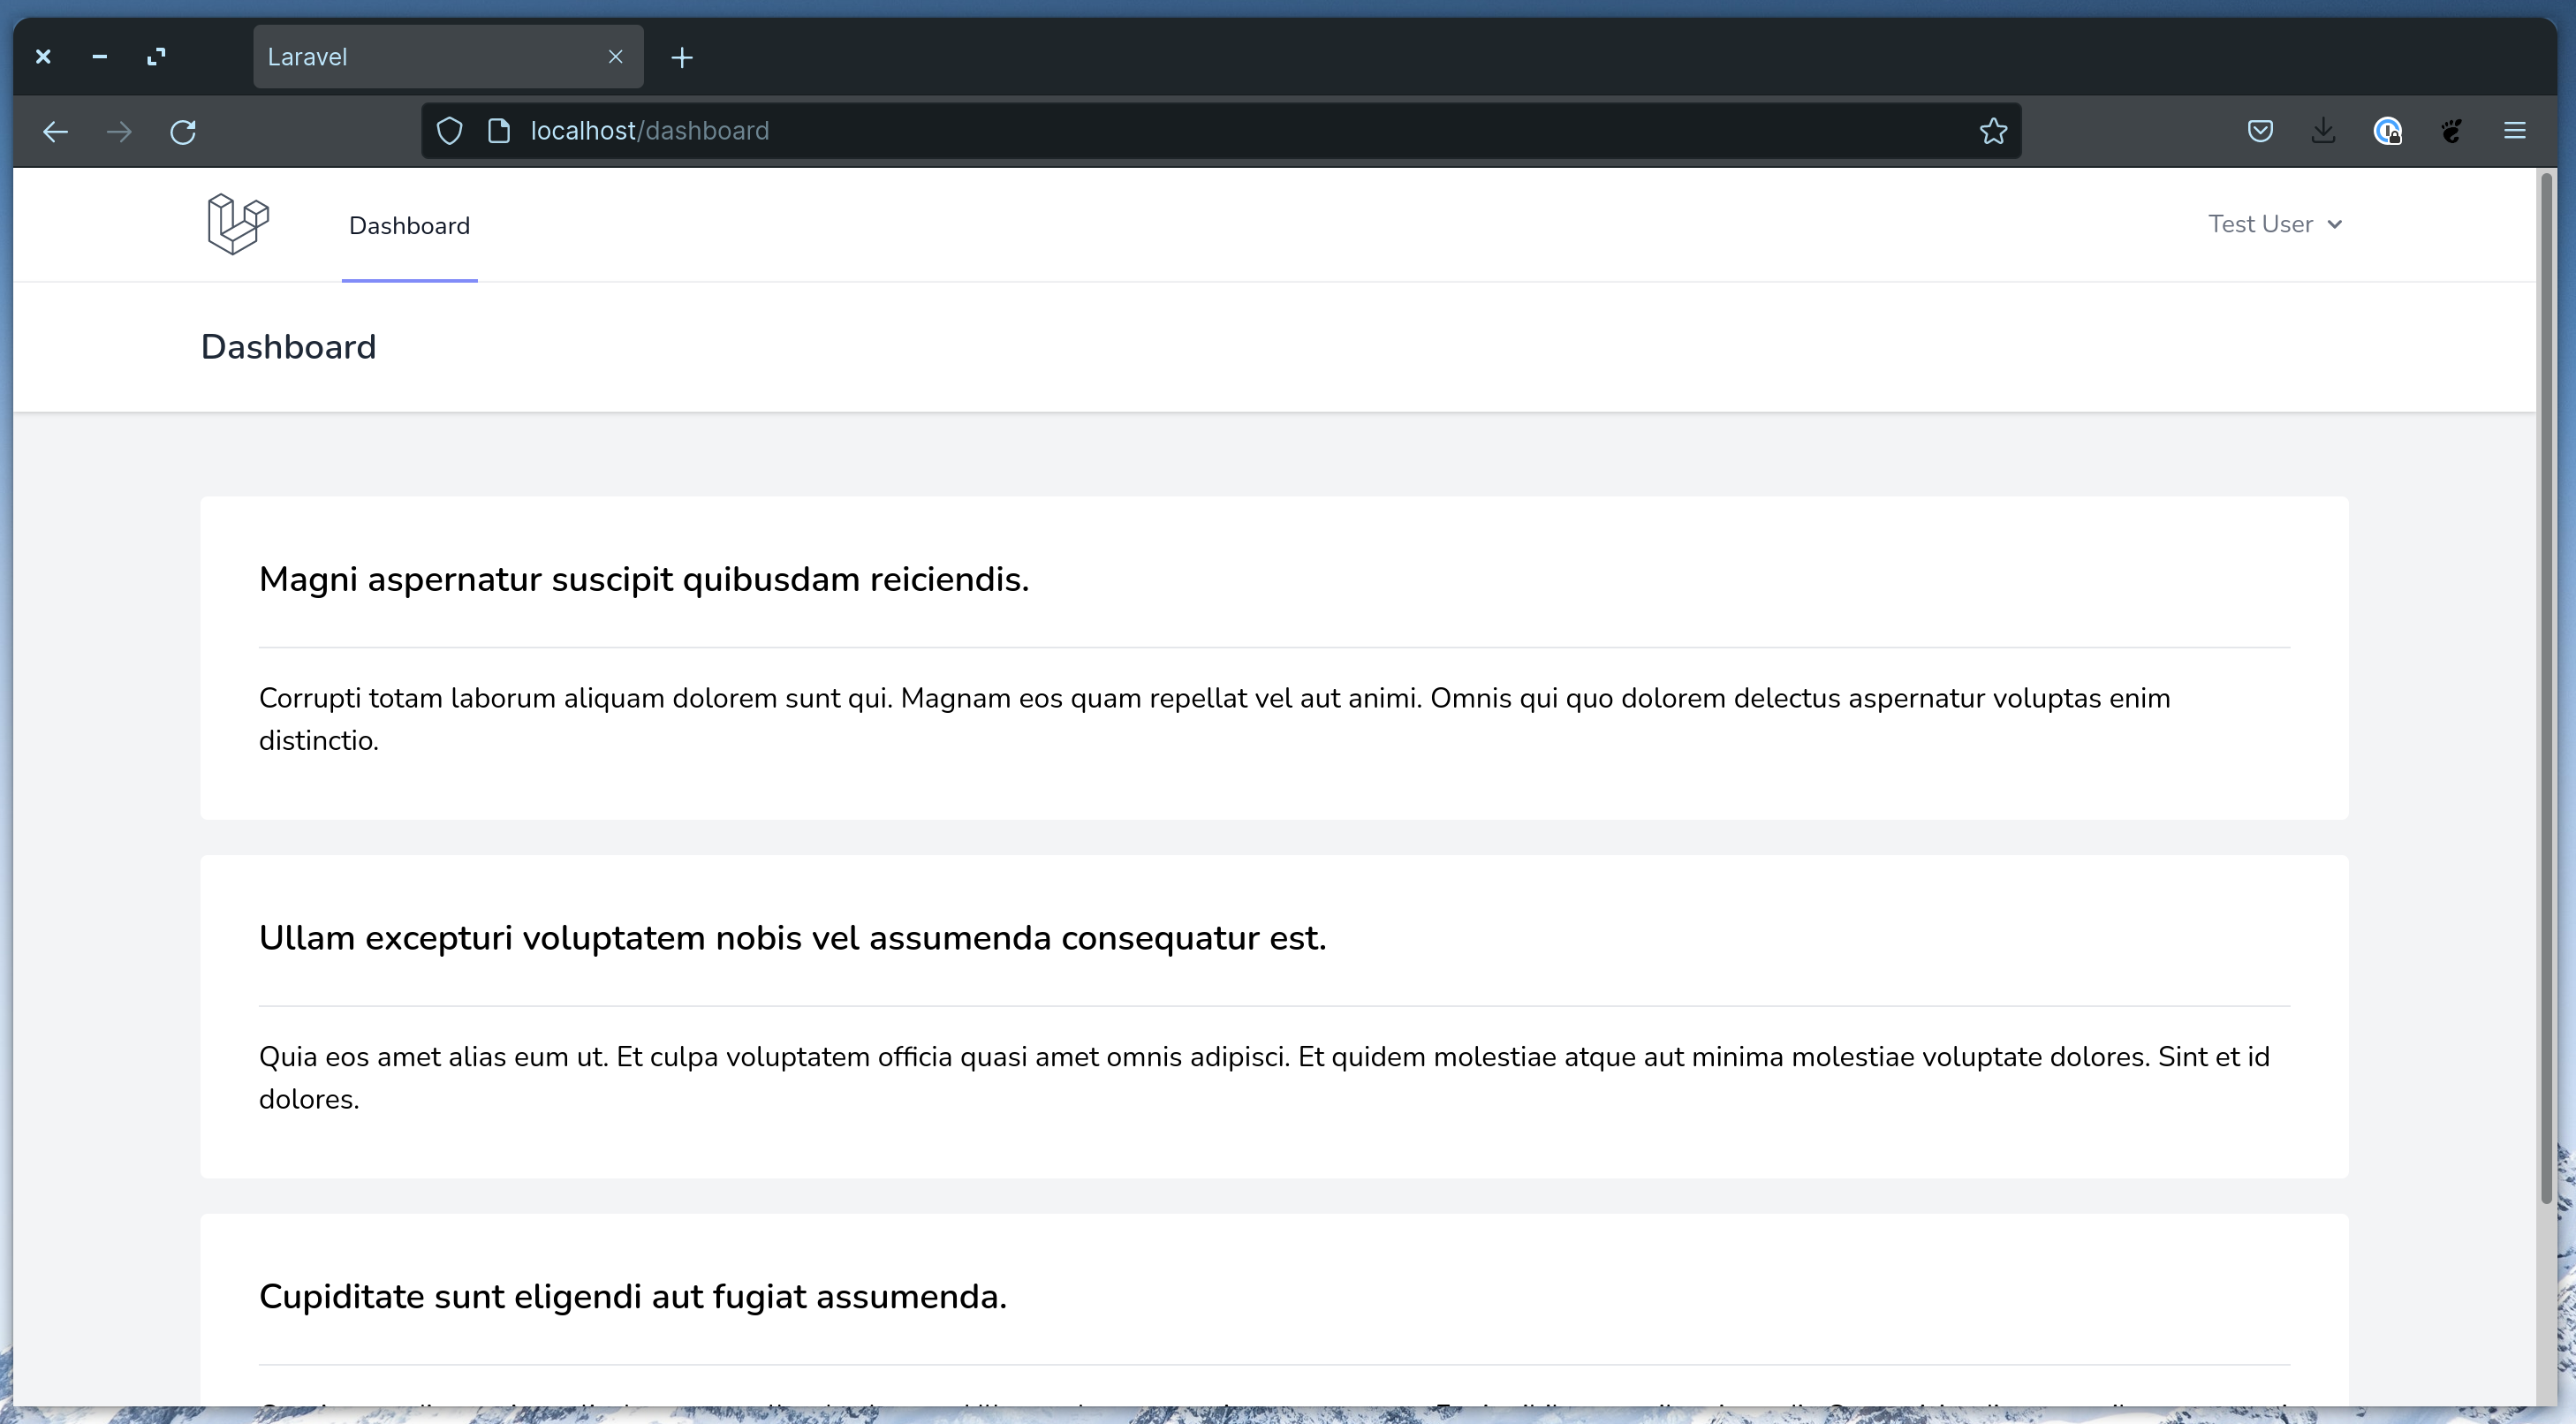 Laravel
localhost/dashboard
Dashboard
Test User
Dashboard
Magni aspernatur suscipit quibusdam reiciendis.
Corrupti totam laborum aliquam dolorem sunt qui. Magnam eos quam repellat vel aut animi. Omnis qui quo dolorem delectus aspernatur voluptas enim
distinctio.
Ullam excepturi voluptatem nobis vel assumenda consequatur est.
Quia eos amet alias eum ut. Et culpa voluptatem officia quasi amet omnis adipisci. Et quidem molestiae atque aut minima molestiae voluptate dolores. Sint et id
dolores.
Cupiditate sunt eligendi aut fugiat assumenda.